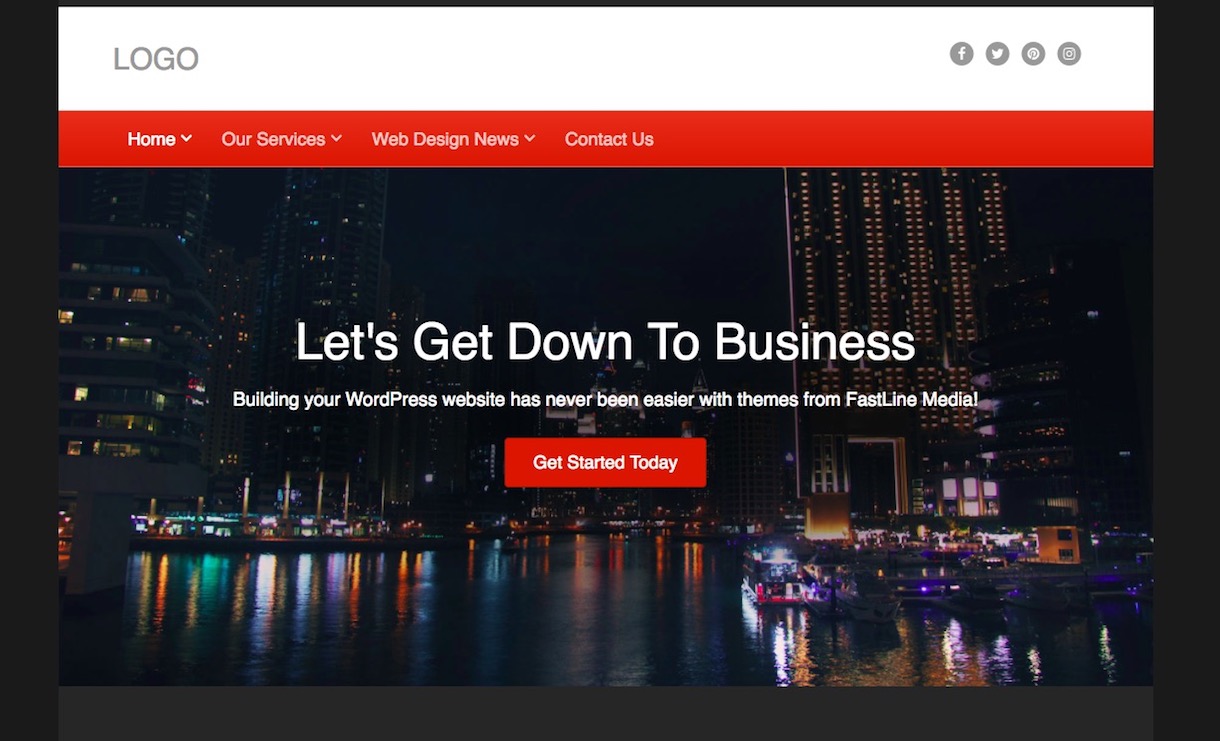 LOGO
Home Our Services Web Design News Contact Us
Let's Get Down To Business
Building your WordPress website has never been easier with themes from FastLine Media!
Get Started Today